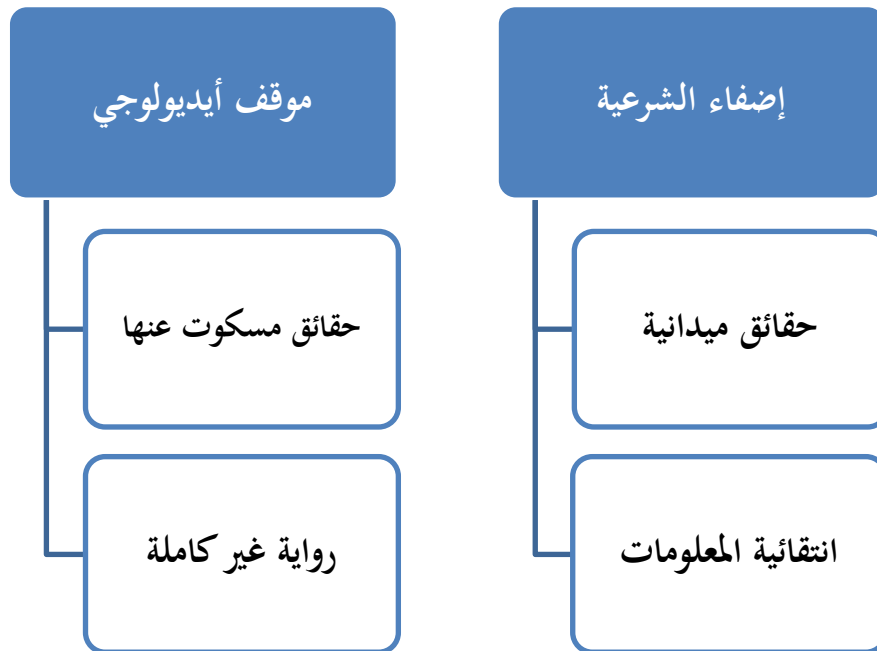 إضفاء الشرعية
حقائق ميدانية
انتقائية المعلومات
موقف أيديولوجي
حقائق مسكوت عنها
رواية غير كاملة